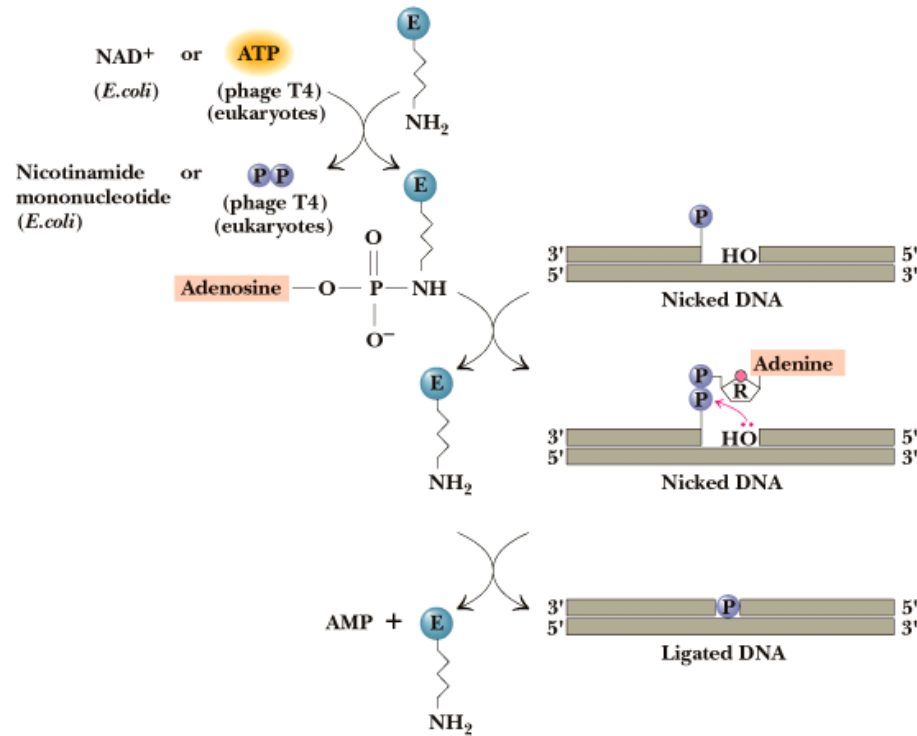 E
NAD+ or ATP
(E.coli) (phage T4)
(eukaryotes)
NH2
Nicotinamide or P P
mononucleotide (phage T4)
(E.coli) (eukaryotes)
E
O
Adenosine — O — P — NH
O−
P
3' HO 5'
5' 3'
Nicked DNA
E
NH2
P Adenine
P R
3' HO 5'
5' 3'
Nicked DNA
AMP + E
NH2
3' P 5'
5' 3'
Ligated DNA